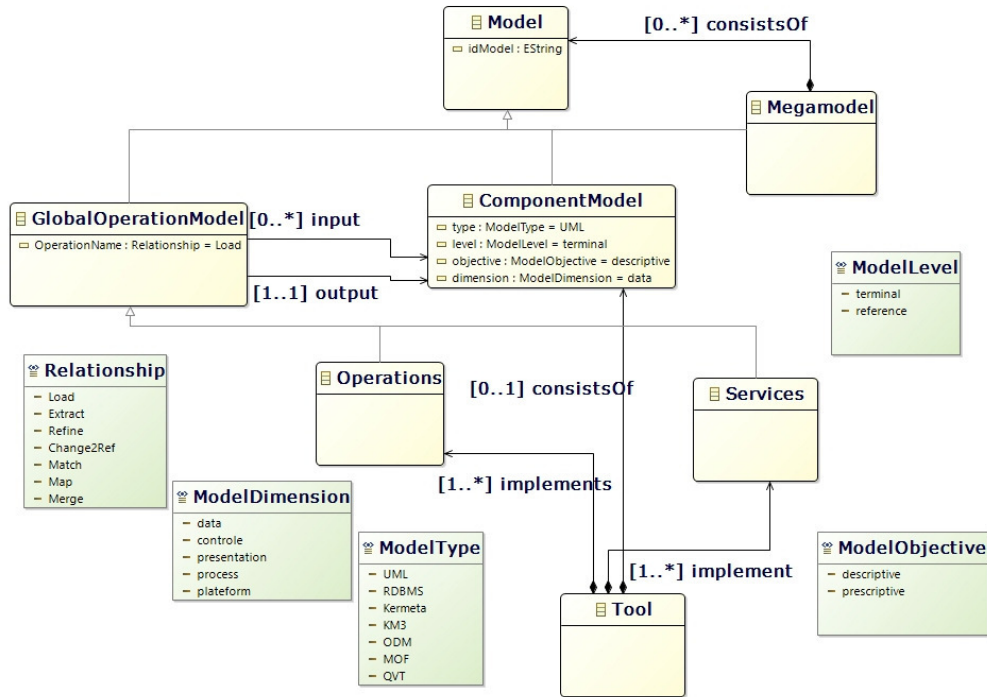 Model
idModel : EString
[0..*] consistsOf
Megamodel
GlobalOperationModel
OperationName : Relationship = Load
[0..*] input
[1..1] output
ComponentModel
type : ModelType = UML
level : ModelLevel = terminal
objective : ModelObjective = descriptive
dimension : ModelDimension = data
ModelLevel
terminal
reference
Relationship
Load
Extract
Refine
Change2Ref
Match
Map
Merge
Operations
[0..1] consistsOf
Services
[1..*] implements
ModelDimension
data
controle
presentation
process
plateform
ModelType
UML
RDBMS
Kermeta
KM3
ODM
MOF
QVT
[1..*] implement
Tool
ModelObjective
descriptive
prescriptive